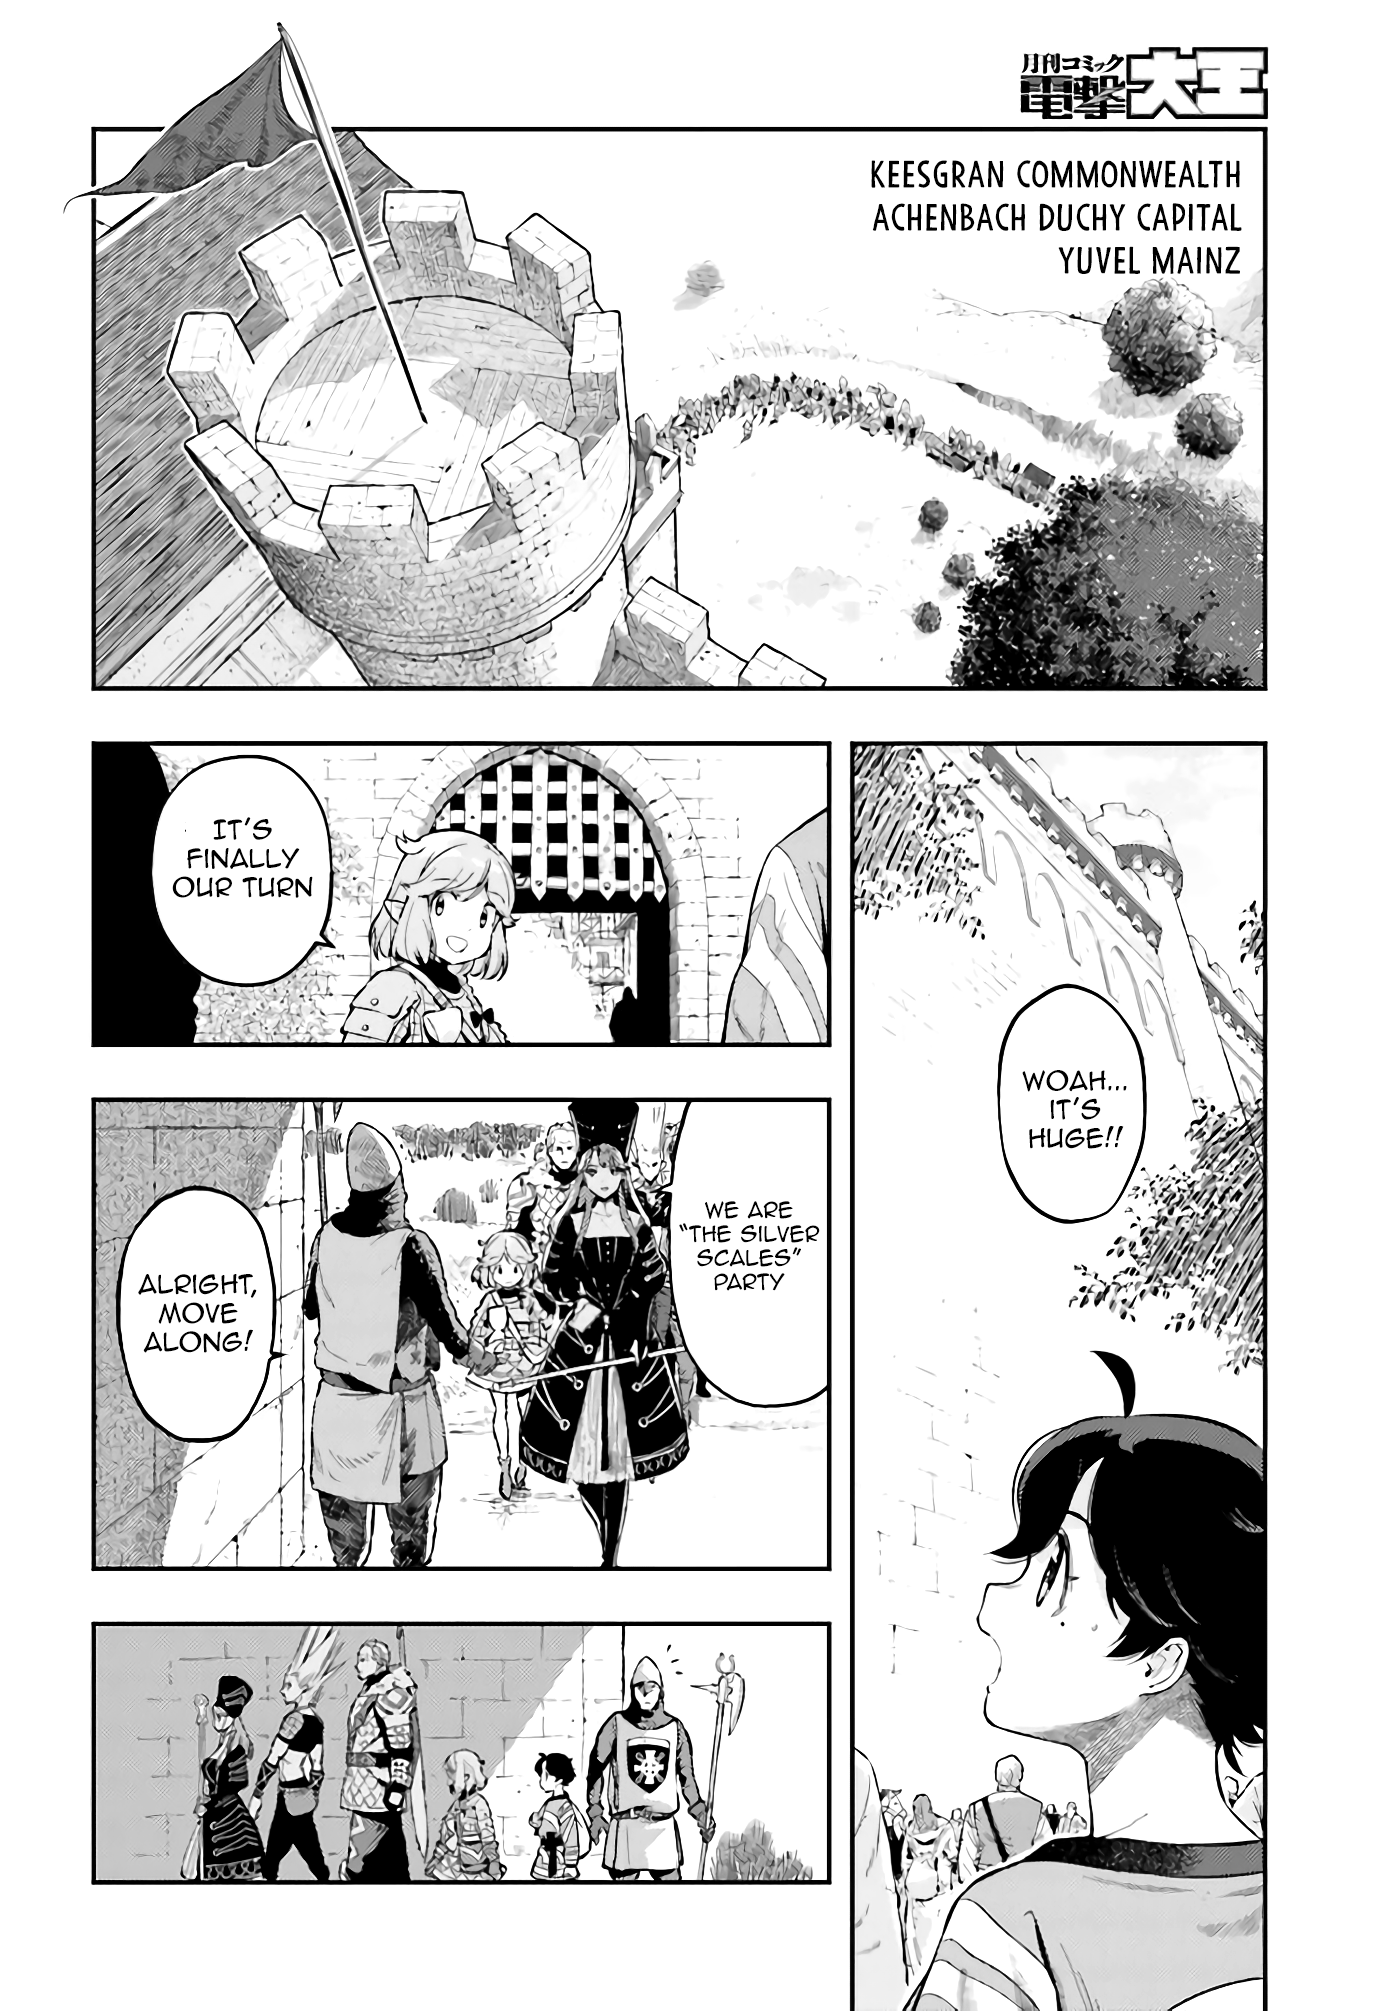 月刊コミック
電撃大王
KEESGRAN COMMONWEALTH
ACHENBACH DUCHY CAPITAL
YUVEL MAINZ
WOAH...
IT'S
HUGE!!
IT'S
FINALLY
OUR TURN
WE ARE
"THE SILVER
SCALES"
PARTY
ALRIGHT,
MOVE
ALONG!